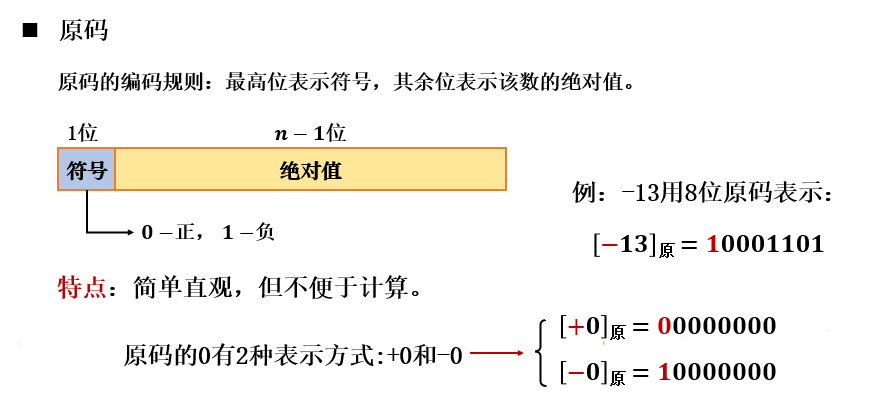 ■ 原码
原码的编码规则：最高位表示符号，其余位表示该数的绝对值。
1位 n − 1位
符号 绝对值
0 −正， 1 −负
例：-13用8位原码表示：
[−13]原 = 10001101
特点：简单直观，但不便于计算。
原码的0有2种表示方式:+0和-0
[+0]原 = 00000000
[−0]原 = 10000000